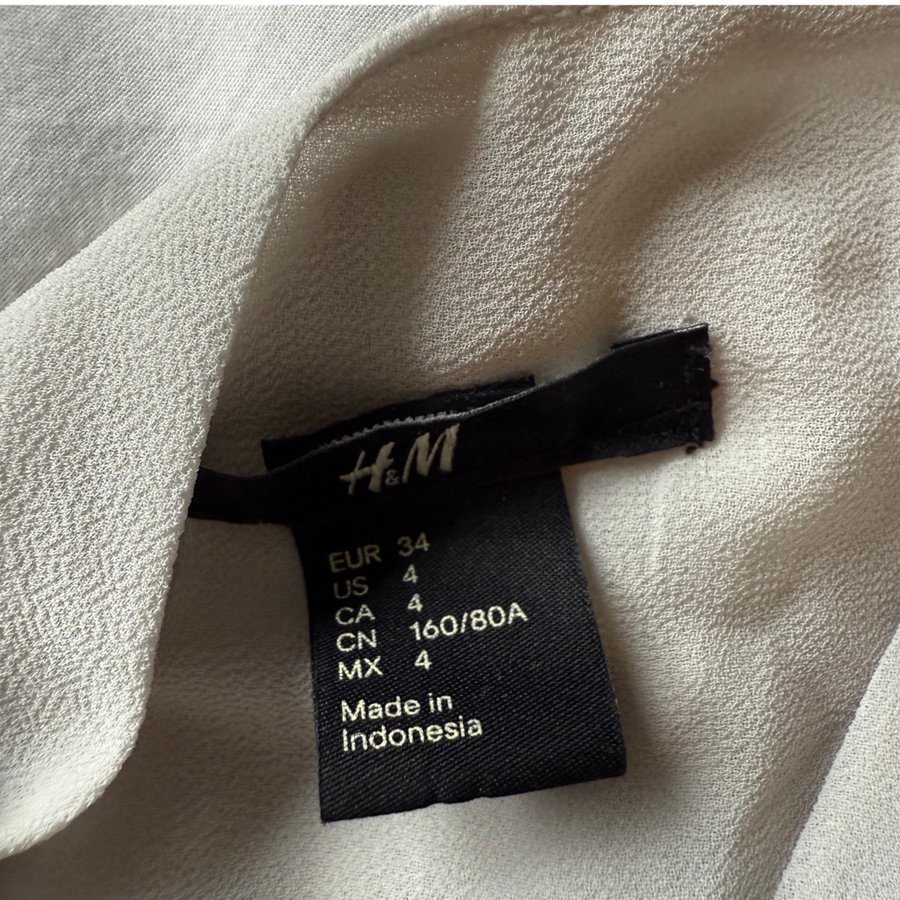 H&M
EUR 34
US 4
CA 4
CN 160/80A
MX 4
Made in
Indonesia